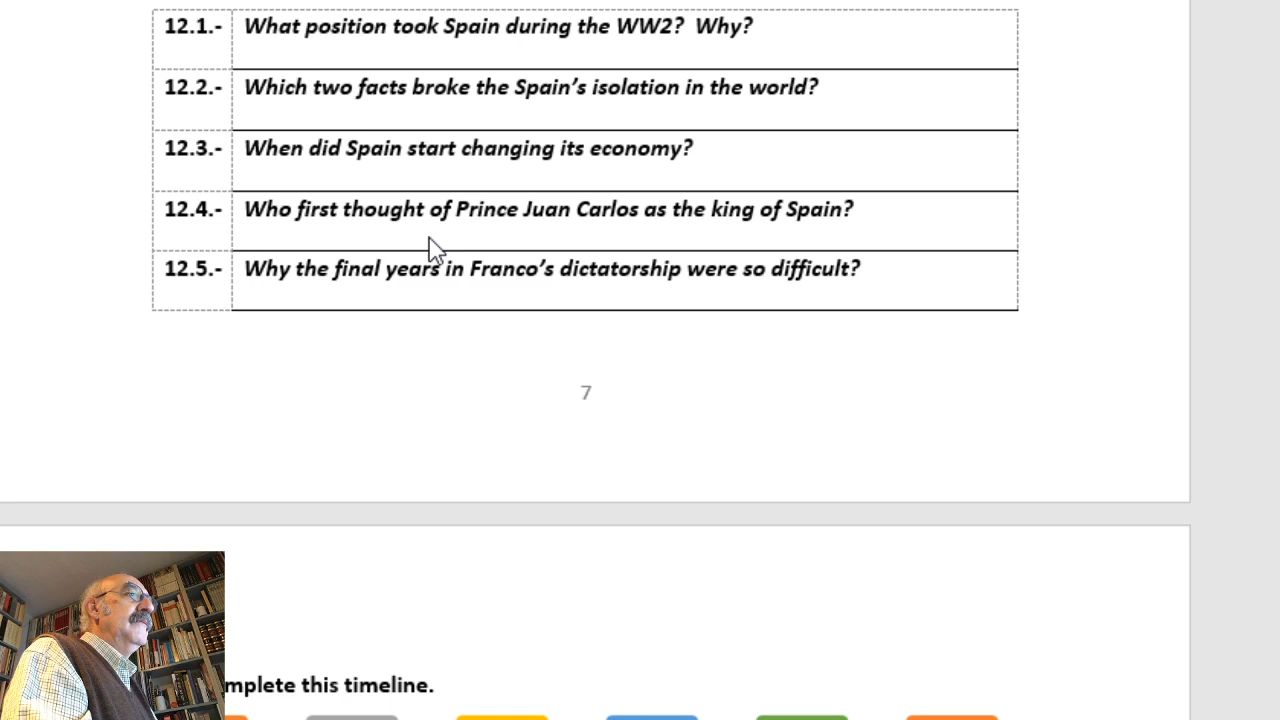 12.1.- What position took Spain during the WW2? Why?
12.2.- Which two facts broke the Spain’s isolation in the world?
12.3.- When did Spain start changing its economy?
12.4.- Who first thought of Prince Juan Carlos as the king of Spain?
12.5.- Why the final years in Franco’s dictatorship were so difficult?
7
mplete this timeline.